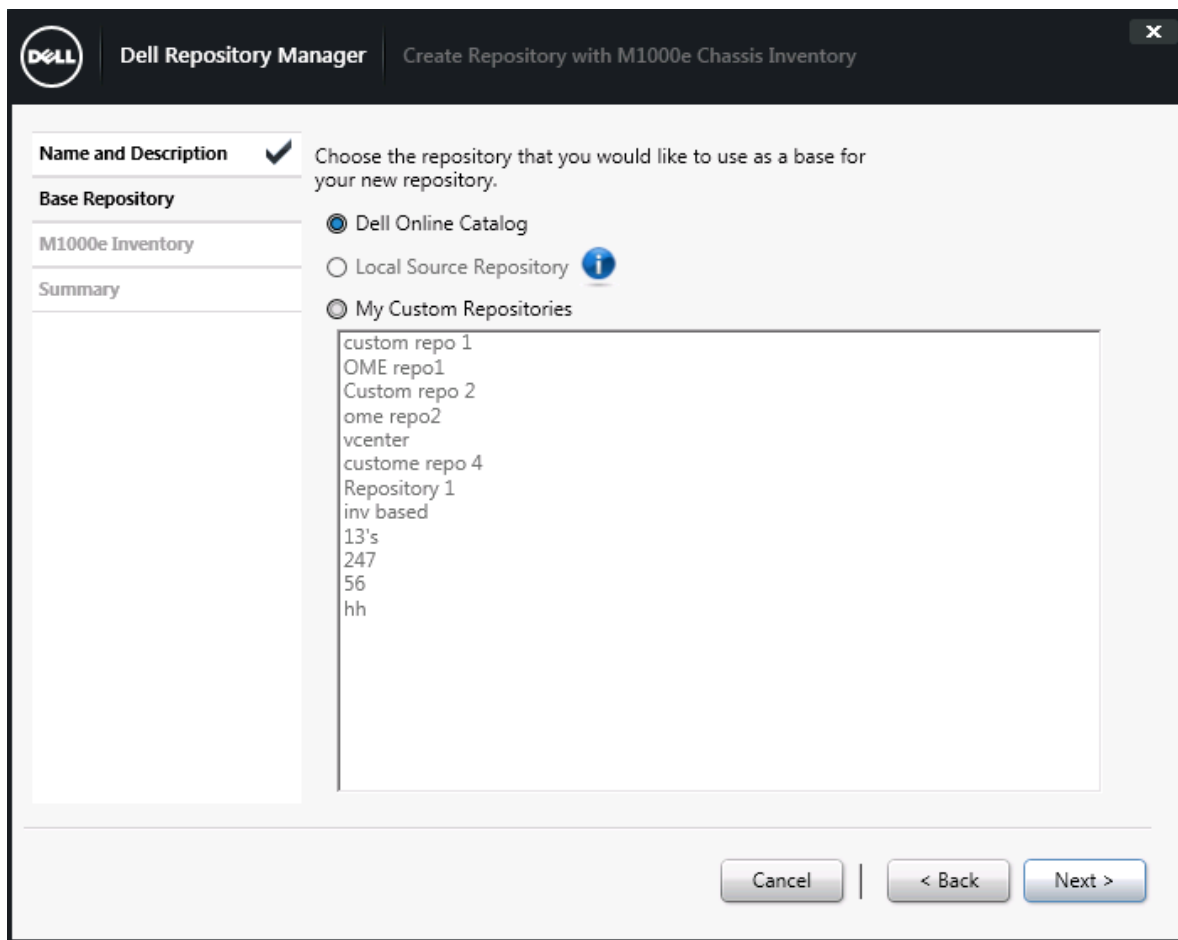 DELL
Dell Repository Manager
Create Repository with M1000e Chassis Inventory
x
Name and Description
Base Repository
M1000e Inventory
Summary
Choose the repository that you would like to use as a base for
your new repository.
Dell Online Catalog
Local Source Repository
i
My Custom Repositories
custom repo 1
OME repo1
Custom repo 2
ome repo2
vcenter
custome repo 4
Repository 1
inv based
13's
247
56
hh
Cancel
< Back
Next >